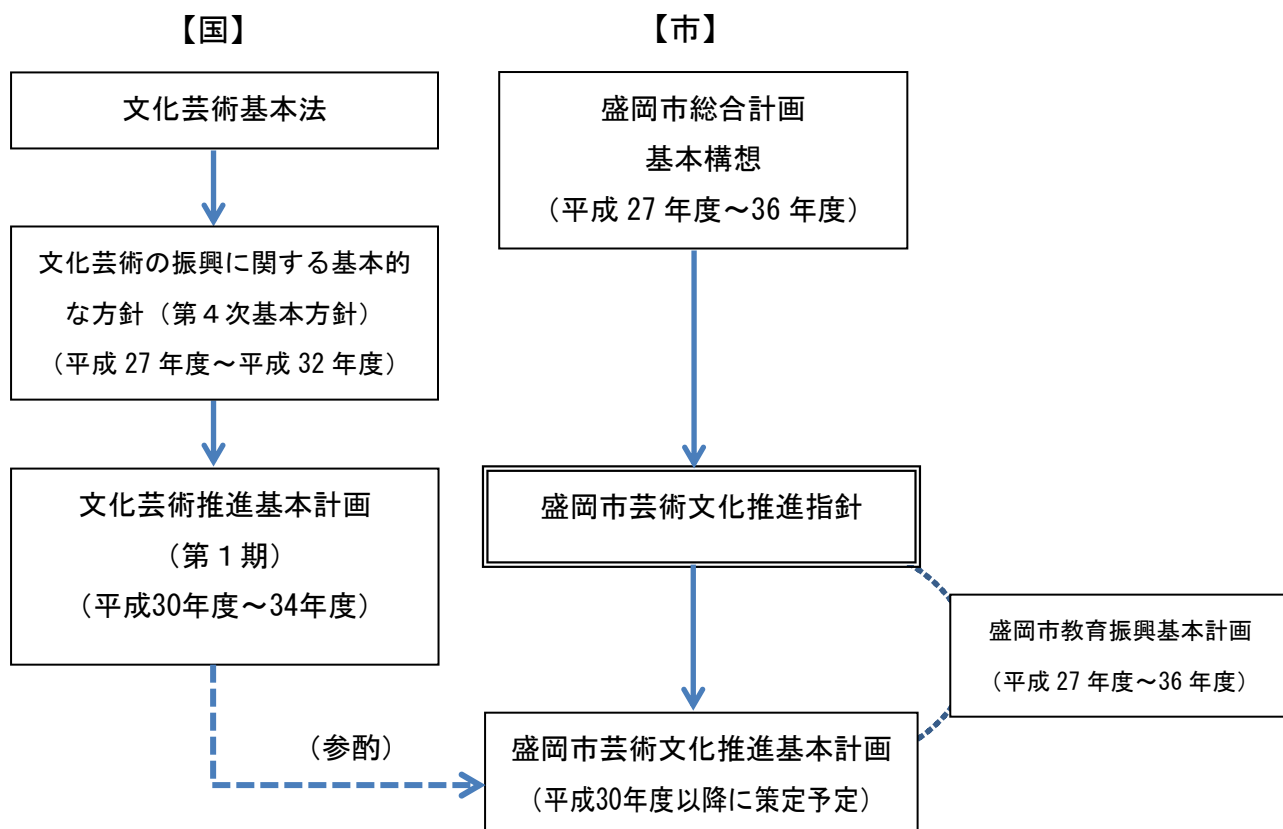 【国】
文化芸術基本法
文化芸術の振興に関する基本的
な方針（第４次基本方針）
（平成 27 年度～平成 32 年度）
文化芸術推進基本計画
（第１期）
（平成30年度～34年度）
（参酌）
【市】
盛岡市総合計画
基本構想
（平成 27 年度～36 年度）
盛岡市芸術文化推進指針
盛岡市教育振興基本計画
（平成 27 年度～36 年度）
盛岡市芸術文化推進基本計画
（平成30年度以降に策定予定）